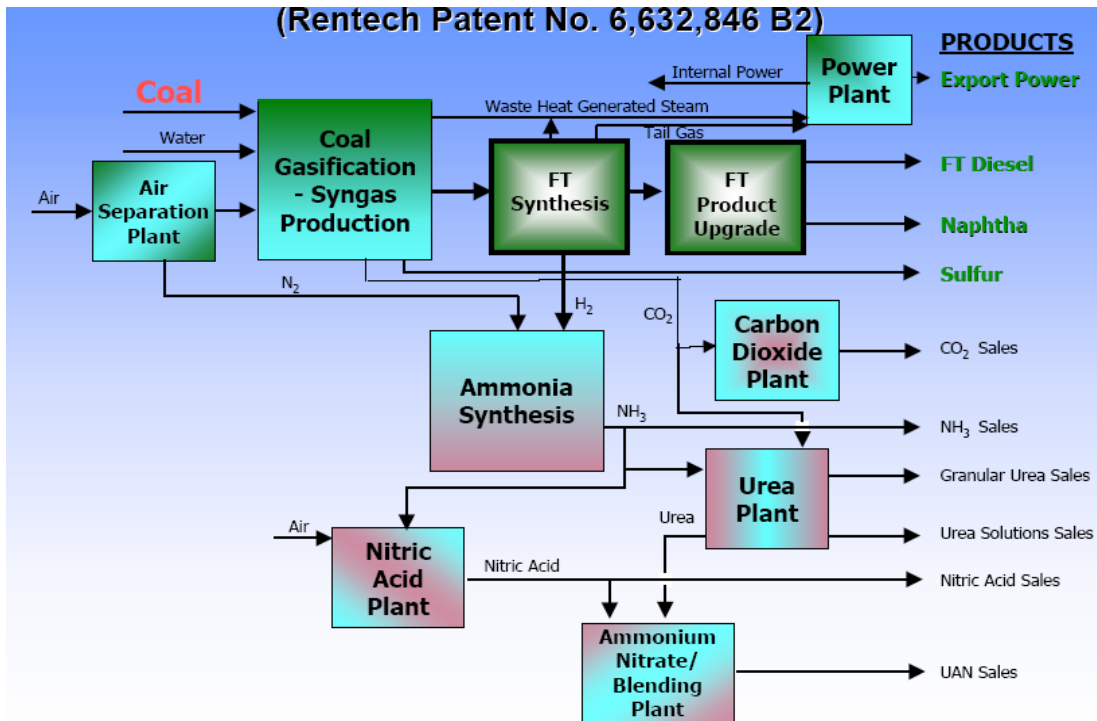 (Rentech Patent No. 6,632,846 B2)
PRODUCTS
Internal Power
Power
Plant
Export Power
Coal
Waste Heat Generated Steam
Tail Gas
Water
Coal
Gasification
- Syngas
Production
FT
Synthesis
FT
Product
Upgrade
FT Diesel
Naphtha
Air
Air
Separation
Plant
Sulfur
N₂
H₂
CO₂
Carbon
Dioxide
Plant
CO₂ Sales
Ammonia
Synthesis
NH₃
NH₃ Sales
Urea
Plant
Granular Urea Sales
Urea
Urea Solutions Sales
Air
Nitric
Acid
Plant
Nitric Acid
Nitric Acid Sales
Ammonium
Nitrate/
Blending
Plant
UAN Sales